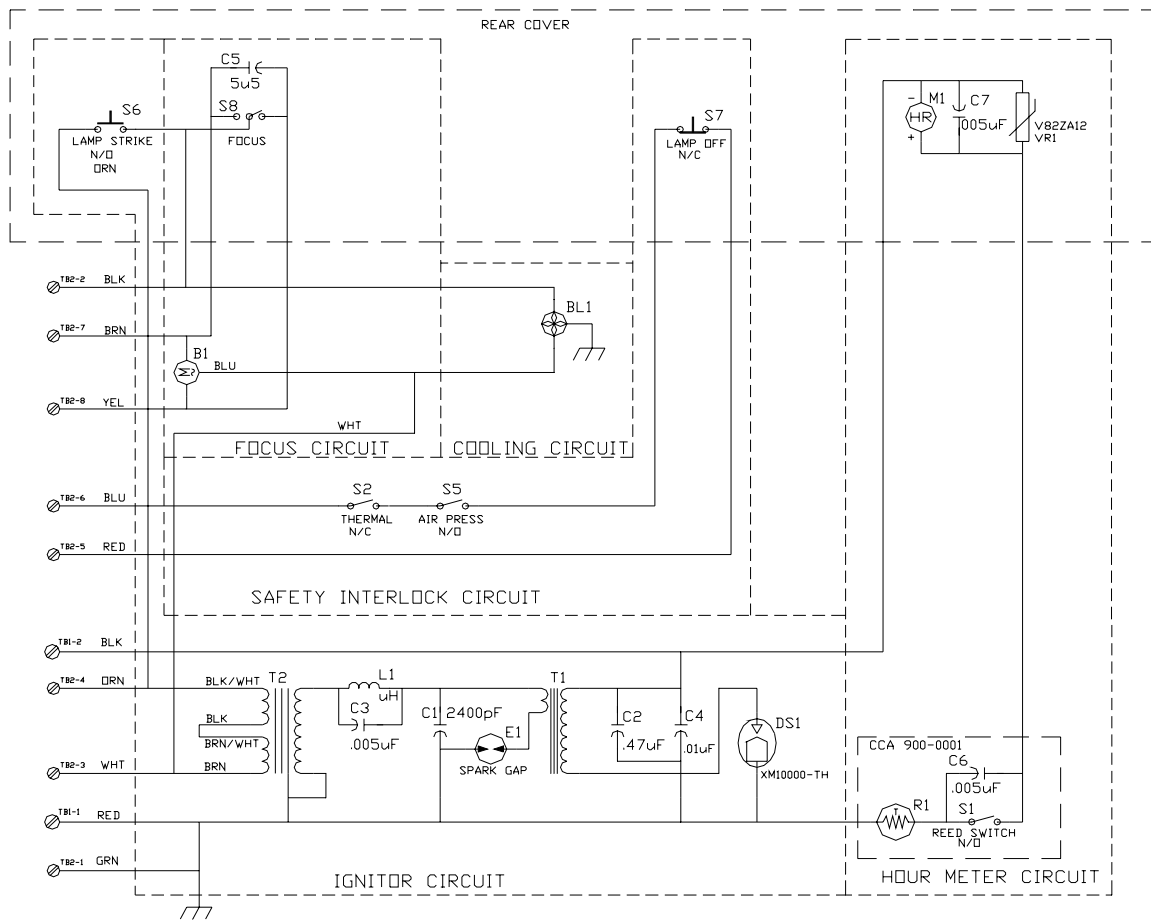 REAR COVER
C5
5u5
S6
S8
LAMP STRIKE
N/O
ORN
FOCUS
S7
LAMP OFF
N/C
-
M1
HR
+
C7
.005uF
V82ZA12
VR1
TB2-2 BLK
BL1
TB2-7 BRN
B1
M
BLU
TB2-8 YEL
WHT
FOCUS CIRCUIT
COOLING CIRCUIT
TB2-6 BLU
S2
THERMAL
N/C
S5
AIR PRESS
N/O
TB2-5 RED
SAFETY INTERLOCK CIRCUIT
TB1-2 BLK
TB2-4 ORN
BLK/WHT
T2
L1
uH
T1
BLK
C3
.005uF
C1 2400pF
E1
SPARK GAP
C2
.47uF
C4
.01uF
DS1
XM10000-TH
BRN/WHT
TB2-3 WHT
BRN
CCA 900-0001
C6
.005uF
TB1-1 RED
T
R1
S1
REED SWITCH
N/O
TB2-1 GRN
IGNITOR CIRCUIT
HOUR METER CIRCUIT